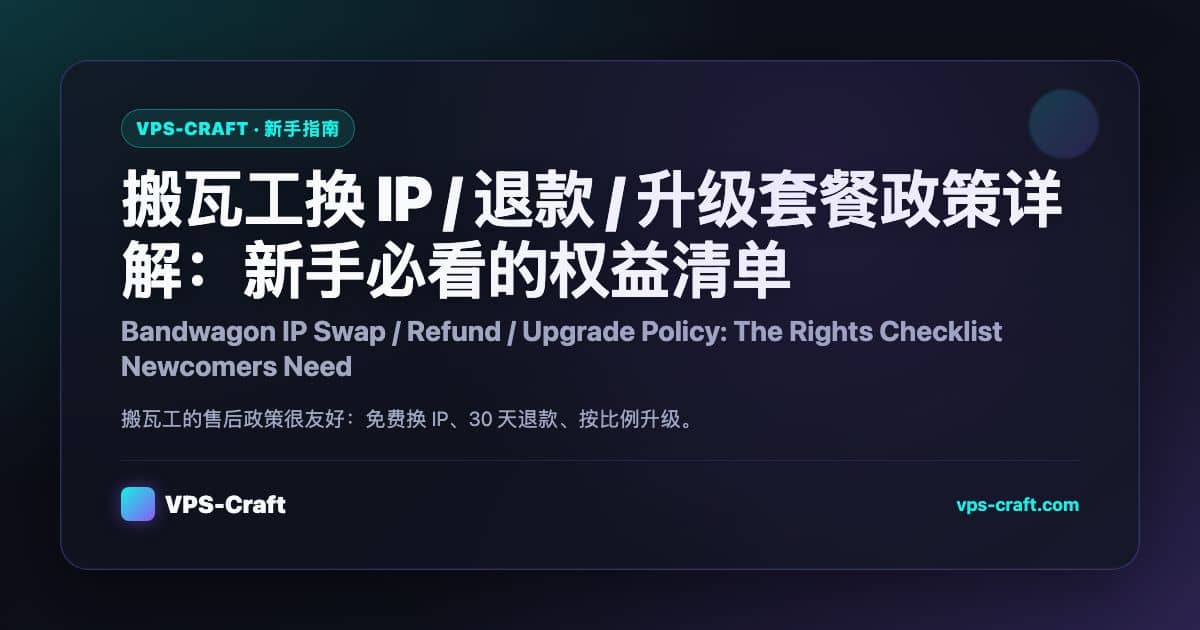 VPS-CRAFT · 新手指南
搬瓦工换 IP / 退款 / 升级套餐政策详
解：新手必看的权益清单
Bandwagon IP Swap / Refund / Upgrade Policy: The Rights Checklist
Newcomers Need
搬瓦工的售后政策很友好：免费换 IP、30 天退款、按比例升级。
VPS-Craft
vps-craft.com